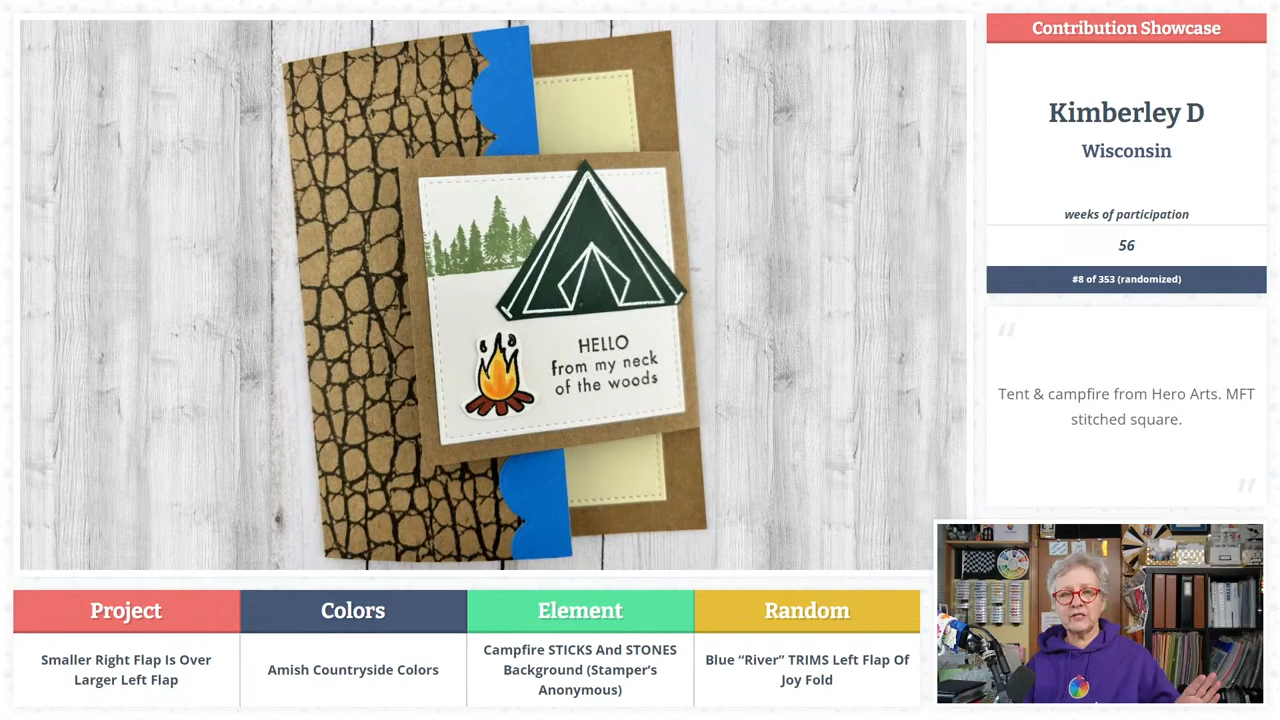 Contribution Showcase
Kimberley D
Wisconsin
weeks of participation
56
#8 of 353 (randomized)
“
Tent & campfire from Hero Arts. MFT
stitched square.
”
HELLO
from my neck
of the woods
Project
Smaller Right Flap Is Over
Larger Left Flap
Colors
Amish Countryside Colors
Element
Campfire STICKS And STONES
Background (Stamper’s
Anonymous)
Random
Blue “River” TRIMS Left Flap Of
Joy Fold